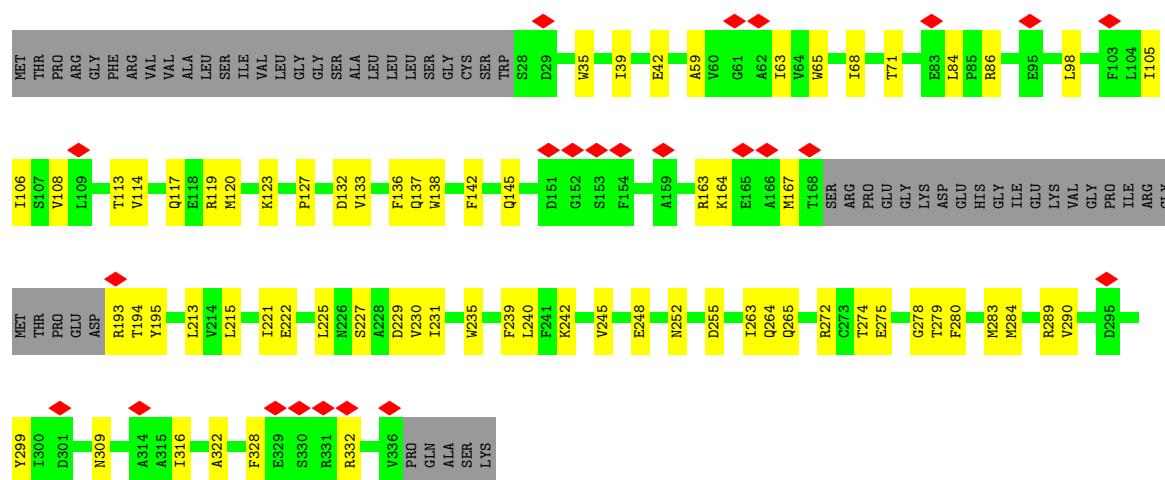 MET THR PRO ARG GLY PHE ARG VAL VAL ALA LEU SER ILE VAL LEU GLY GLY SER ALA LEU LEU LEU SER GLY CYS SER TRP S28 D29 W35 I39 E42 A59 V60 G61 A62 I63 V64 W65 I68 T71 E83 L84 P85 R86 E95 L98 F103 L104 I105
I106 S107 V108 L109 T113 V114 Q117 E118 R119 M120 K123 P127 D132 V133 F136 Q137 W138 F142 Q145 D151 G152 S153 F154 A159 R163 K164 E165 A166 M167 T168 SER ARG PRO GLU GLY LYS ASP GLU HIS GLY ILE GLU LYS VAL GLY PRO ILE ARG GLY
MET THR PRO GLU ASP R193 T194 Y195 L213 V214 L215 I221 E222 L225 N226 S227 A228 D229 V230 I231 W235 F239 L240 F241 K242 V245 E248 N252 D255 I263 Q264 Q265 R272 C273 T274 E275 G278 T279 F280 M283 M284 R289 V290 D295
Y299 I300 D301 N309 A314 A315 I316 A322 F328 E329 S330 R331 R332 V336 PRO GLN ALA SER LYS